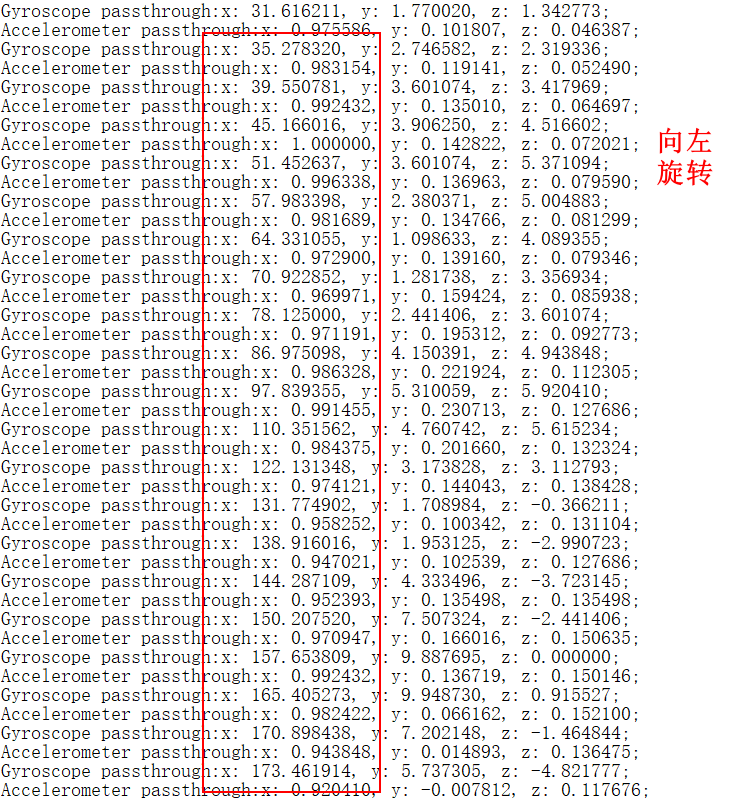 Gyroscope passthrough:x: 31.616211, y: 1.770020, z: 1.342773;
Accelerometer passthrough:x: 0.975586, y: 0.101807, z: 0.046387;
Gyroscope passthrough:x: 35.278320, y: 2.746582, z: 2.319336;
Accelerometer passthrough:x: 0.983154, y: 0.119141, z: 0.052490;
Gyroscope passthrough:x: 39.550781, y: 3.601074, z: 3.417969;
Accelerometer passthrough:x: 0.992432, y: 0.135010, z: 0.064697;
Gyroscope passthrough:x: 45.166016, y: 3.906250, z: 4.516602;
Accelerometer passthrough:x: 1.000000, y: 0.142822, z: 0.072021;
Gyroscope passthrough:x: 51.452637, y: 3.601074, z: 5.371094;
Accelerometer passthrough:x: 0.996338, y: 0.136963, z: 0.079590;
Gyroscope passthrough:x: 57.983398, y: 2.380371, z: 5.004883;
Accelerometer passthrough:x: 0.981689, y: 0.134766, z: 0.081299;
Gyroscope passthrough:x: 64.331055, y: 1.098633, z: 4.089355;
Accelerometer passthrough:x: 0.972900, y: 0.139160, z: 0.079346;
Gyroscope passthrough:x: 70.922852, y: 1.281738, z: 3.356934;
Accelerometer passthrough:x: 0.969971, y: 0.159424, z: 0.085938;
Gyroscope passthrough:x: 78.125000, y: 2.441406, z: 3.601074;
Accelerometer passthrough:x: 0.971191, y: 0.195312, z: 0.092773;
Gyroscope passthrough:x: 86.975098, y: 4.150391, z: 4.943848;
Accelerometer passthrough:x: 0.986328, y: 0.221924, z: 0.112305;
Gyroscope passthrough:x: 97.839355, y: 5.310059, z: 5.920410;
Accelerometer passthrough:x: 0.991455, y: 0.230713, z: 0.127686;
Gyroscope passthrough:x: 110.351562, y: 4.760742, z: 5.615234;
Accelerometer passthrough:x: 0.984375, y: 0.201660, z: 0.132324;
Gyroscope passthrough:x: 122.131348, y: 3.173828, z: 3.112793;
Accelerometer passthrough:x: 0.974121, y: 0.144043, z: 0.138428;
Gyroscope passthrough:x: 131.774902, y: 1.708984, z: -0.366211;
Accelerometer passthrough:x: 0.958252, y: 0.100342, z: 0.131104;
Gyroscope passthrough:x: 138.916016, y: 1.953125, z: -2.990723;
Accelerometer passthrough:x: 0.947021, y: 0.102539, z: 0.127686;
Gyroscope passthrough:x: 144.287109, y: 4.333496, z: -3.723145;
Accelerometer passthrough:x: 0.952393, y: 0.135498, z: 0.135498;
Gyroscope passthrough:x: 150.207520, y: 7.507324, z: -2.441406;
Accelerometer passthrough:x: 0.970947, y: 0.166016, z: 0.150635;
Gyroscope passthrough:x: 157.653809, y: 9.887695, z: 0.000000;
Accelerometer passthrough:x: 0.992432, y: 0.136719, z: 0.150146;
Gyroscope passthrough:x: 165.405273, y: 9.948730, z: 0.915527;
Accelerometer passthrough:x: 0.982422, y: 0.066162, z: 0.152100;
Gyroscope passthrough:x: 170.898438, y: 7.202148, z: -1.464844;
Accelerometer passthrough:x: 0.943848, y: 0.014893, z: 0.136475;
Gyroscope passthrough:x: 173.461914, y: 5.737305, z: -4.821777;
Accelerometer passthrough:x: 0.920410, y: -0.007812, z: 0.117676;
向左
旋转